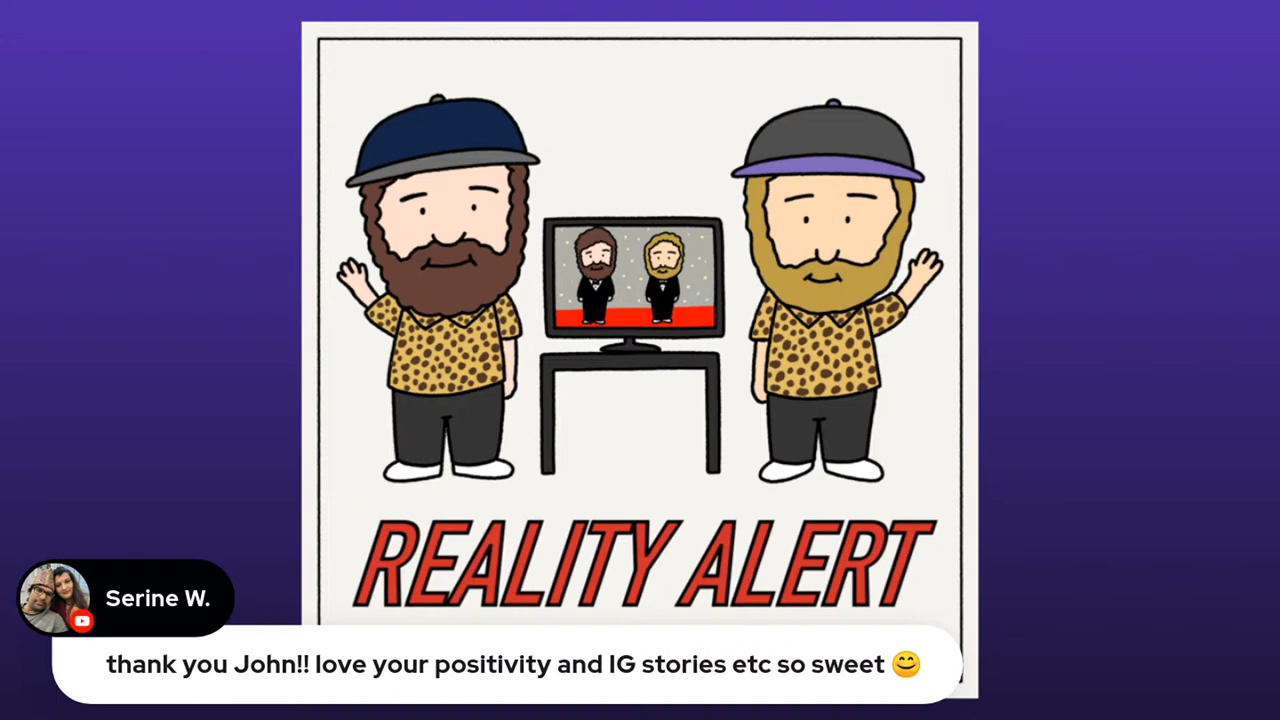 REALITY ALERT
Serine W.
thank you John!! love your positivity and IG stories etc so sweet 😊